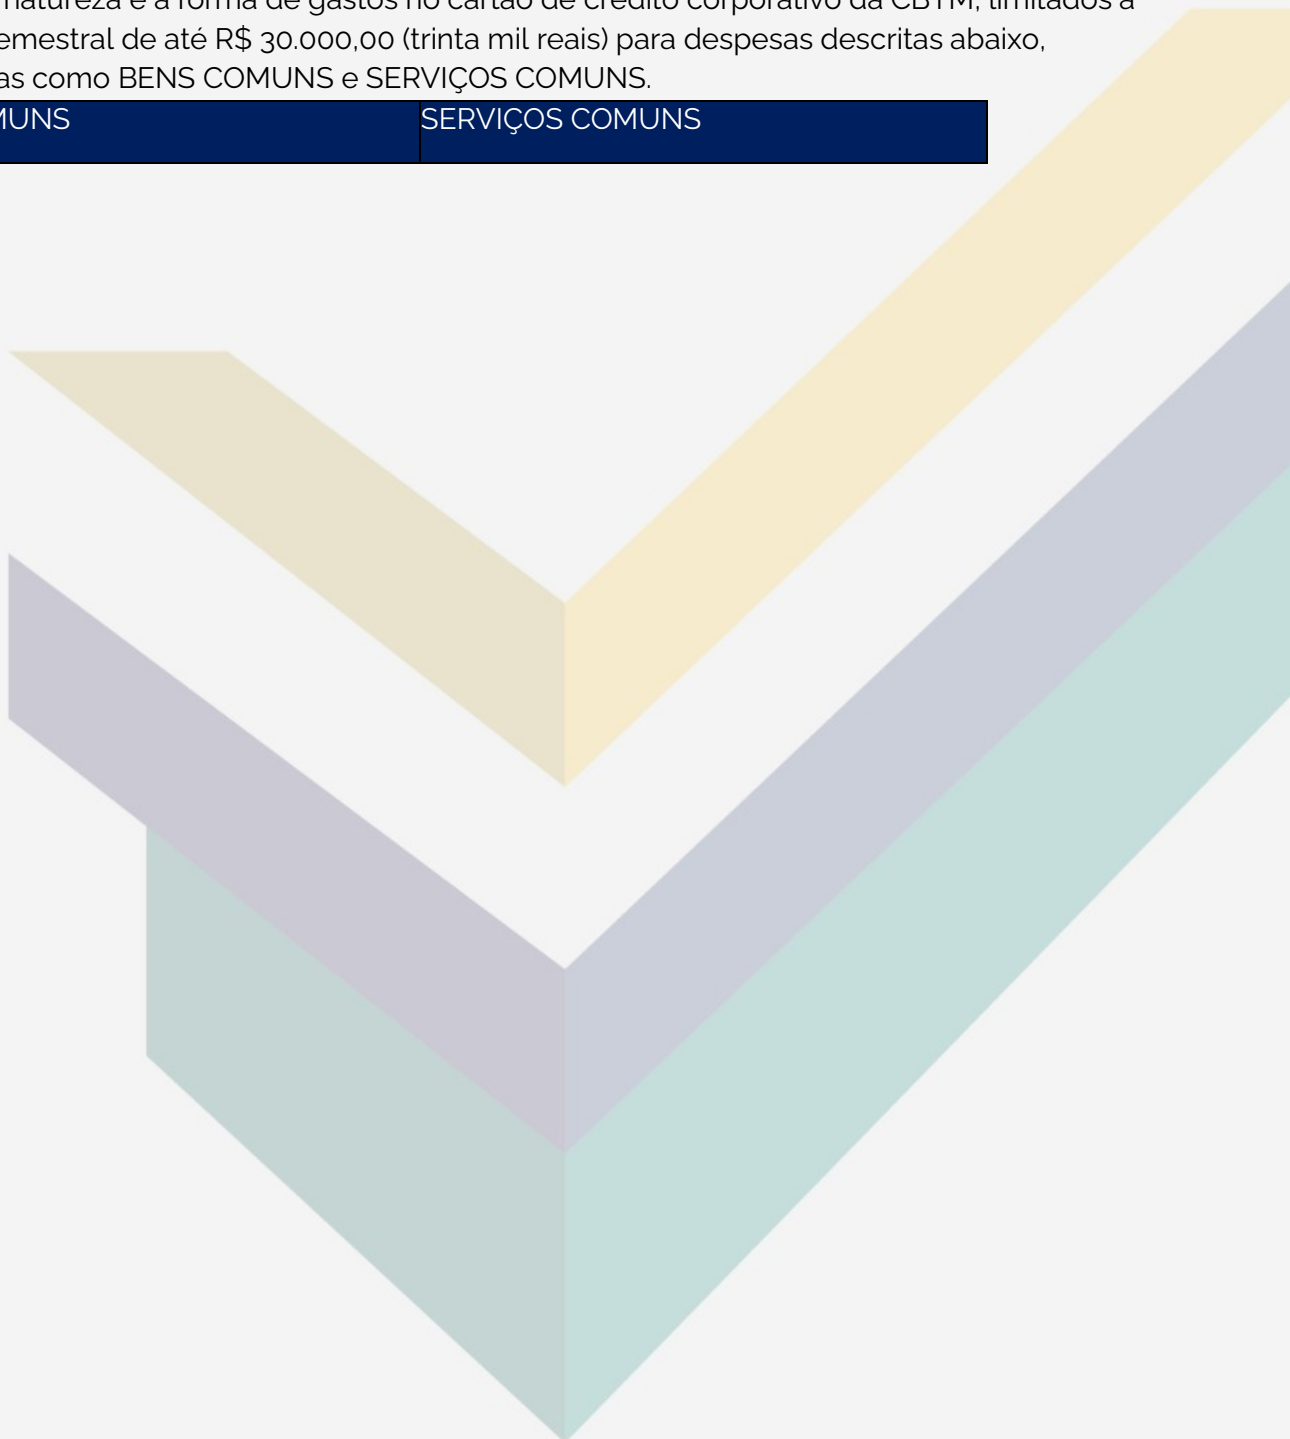 natureza e a forma de gastos no cartão de crédito corporativo da CBTM, limitados a
emestral de até R$ 30.000,00 (trinta mil reais) para despesas descritas abaixo,
as como BENS COMUNS e SERVIÇOS COMUNS.
MUNS SERVIÇOS COMUNS